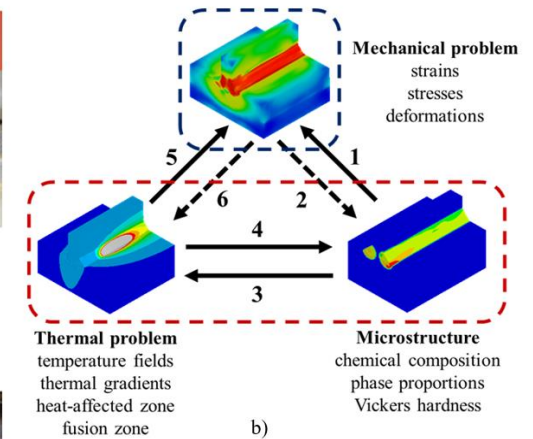 Mechanical problem
strains
stresses
deformations
5
1
6
2
4
3
Thermal problem
temperature fields
thermal gradients
heat-affected zone
fusion zone
Microstructure
chemical composition
phase proportions
Vickers hardness
b)